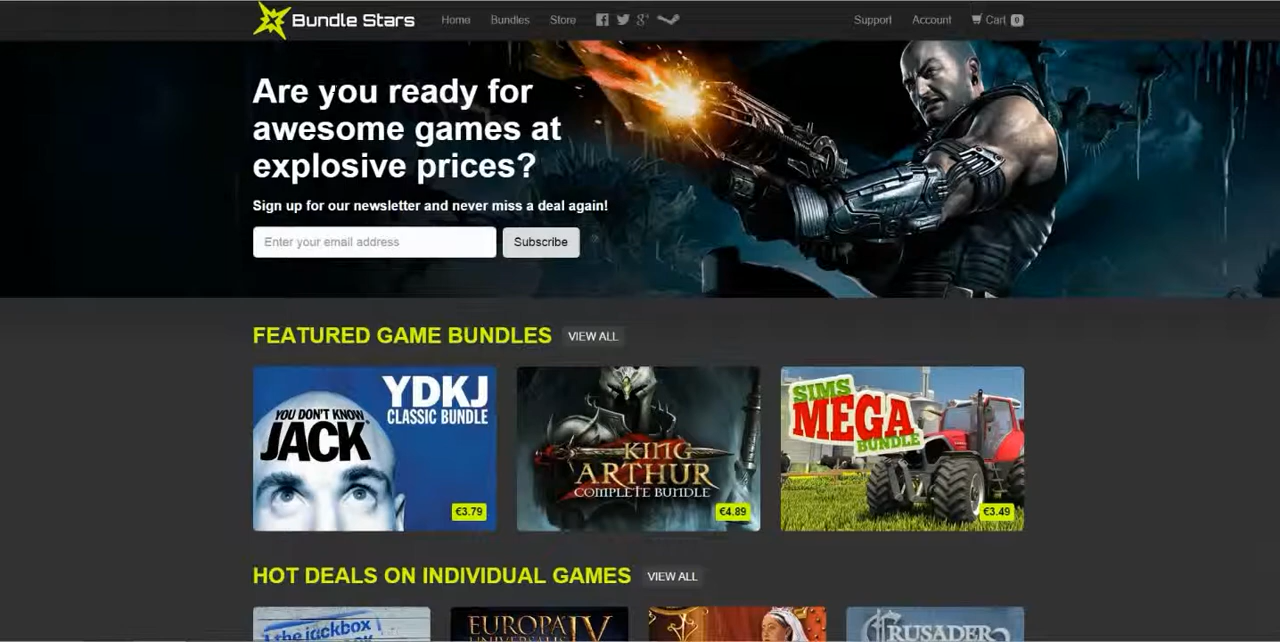 Bundle Stars
Home Bundles Store
Support Account Cart 0
Are you ready for
awesome games at
explosive prices?
Sign up for our newsletter and never miss a deal again!
Enter your email address Subscribe
FEATURED GAME BUNDLES VIEW ALL
YDKJ
CLASSIC BUNDLE
YOU DON'T KNOW
JACK
€3.79
KING
ARTHUR
COMPLETE BUNDLE
€4.89
SIMS
MEGA
BUNDLE
€3.49
HOT DEALS ON INDIVIDUAL GAMES VIEW ALL
the jackbox
EUROPA
UNIVERSALIS IV
CRUSADER